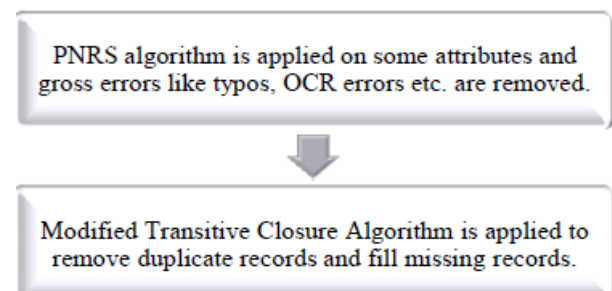 PNRS algorithm is applied on some attributes and
gross errors like typos, OCR errors etc. are removed.
Modified Transitive Closure Algorithm is applied to
remove duplicate records and fill missing records.